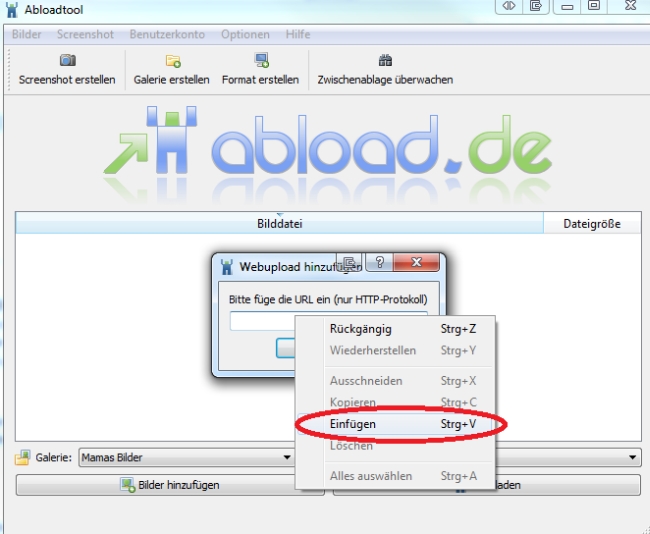 Abloadtool
Bilder Screenshot Benutzerkonto Optionen Hilfe
Screenshot erstellen Galerie erstellen Format erstellen Zwischenablage überwachen
abload.de
Bilddatei Dateigröße
Webupload hinzufügen
Bitte füge die URL ein (nur HTTP-Protokoll)
Rückgängig Strg+Z
Wiederherstellen Strg+Y
Ausschneiden Strg+X
Kopieren Strg+C
Einfügen Strg+V
Löschen
Alles auswählen Strg+A
Galerie: Mamas Bilder
Bilder hinzufügen